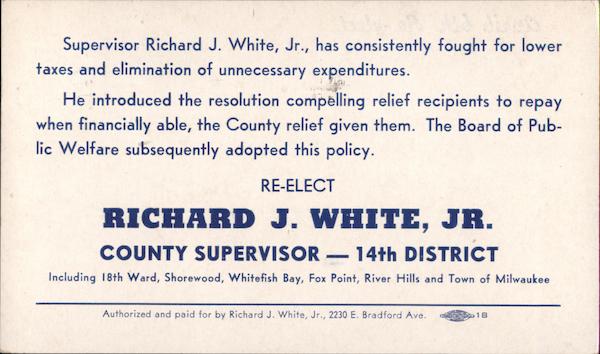 Supervisor Richard J. White, Jr., has consistently fought for lower
taxes and elimination of unnecessary expenditures.
He introduced the resolution compelling relief recipients to repay
when financially able, the County relief given them. The Board of Pub-
lic Welfare subsequently adopted this policy.
RE-ELECT
RICHARD J. WHITE, JR.
COUNTY SUPERVISOR — 14th DISTRICT
Including 18th Ward, Shorewood, Whitefish Bay, Fox Point, River Hills and Town of Milwaukee
Authorized and paid for by Richard J. White, Jr., 2230 E. Bradford Ave. 18